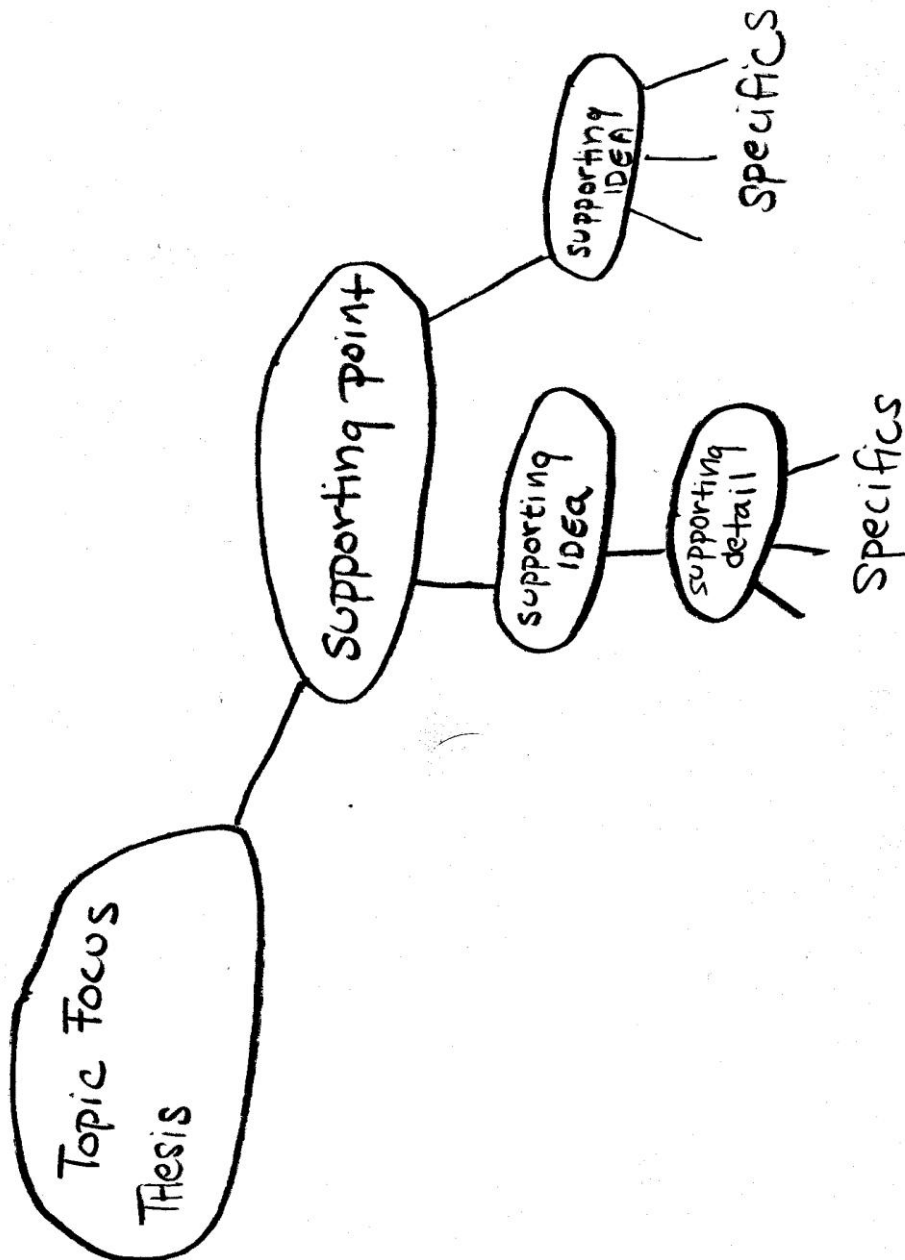 Topic Focus
THesis
Supporting point
supporting
IDEa
supporting
IDEA
supporting
detail
specifics
specifics